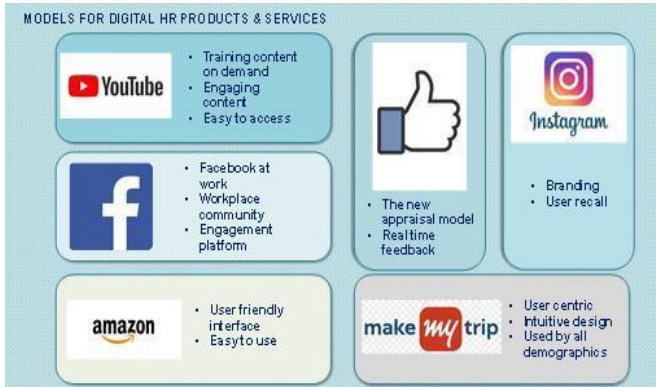 MODELS FOR DIGITAL HR PRODUCTS & SERVICES
YouTube
• Training content
on demand
• Engaging
content
• Easy to access
• The new
appraisal model
• Real time
feedback
Instagram
• Branding
• User recall
f
• Facebook at
work
• Workplace
community
• Engagement
platform
amazon
• User friendly
interface
• Easy to use
make my trip
• User centric
• Intuitive design
• Used by all
demographics